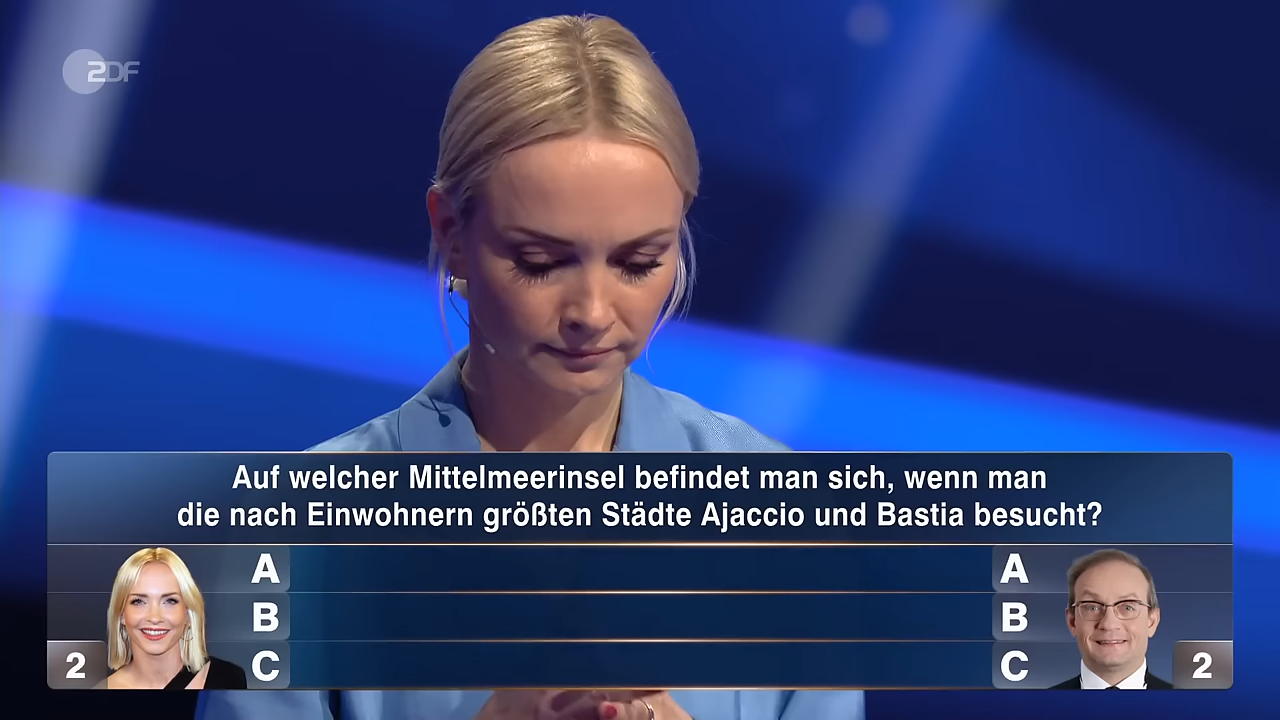 2DF
Auf welcher Mittelmeerinsel befindet man sich, wenn man
die nach Einwohnern größten Städte Ajaccio und Bastia besucht?
A A
B B
2 C C 2